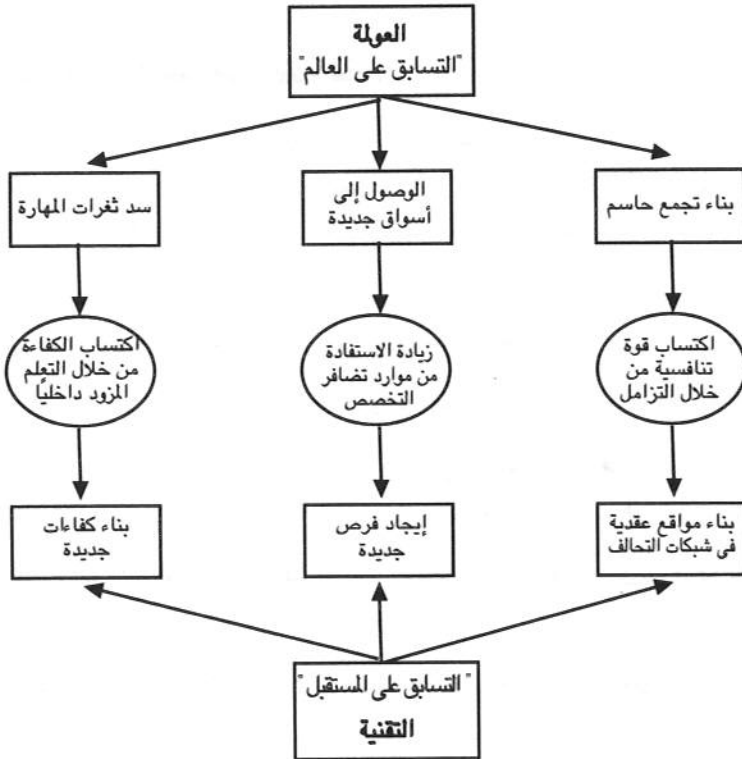 العولمة
"التسابق على العالم"
بناء تجمع حاسم
الوصول إلى
أسواق جديدة
سد ثغرات المهارة
اكتساب قوة
تنافسية من
خلال التزامل
زيادة الاستفادة
من موارد تضافر
التخصص
اكتساب الكفاءة
من خلال التعلم
المزود داخليًا
بناء مواقع عقدية
فى شبكات التحالف
إيجاد فرص
جديدة
بناء كفاءات
جديدة
"التسابق على المستقبل"
التقنية